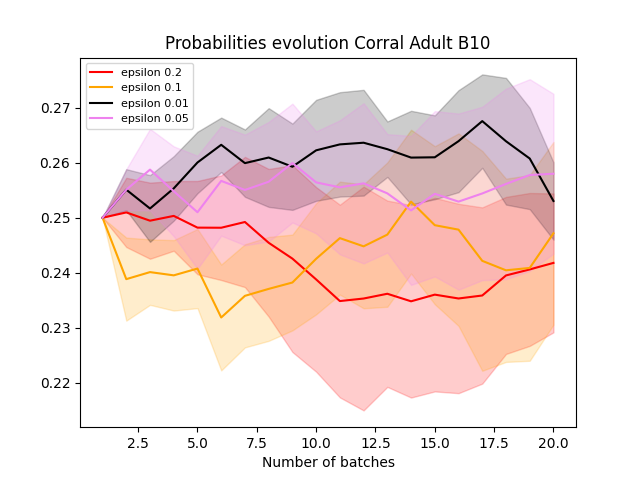 Probabilities evolution Corral Adult B10
epsilon 0.2
epsilon 0.1
epsilon 0.01
epsilon 0.05
0.27
0.26
0.25
0.24
0.23
0.22
2.5 5.0 7.5 10.0 12.5 15.0 17.5 20.0
Number of batches